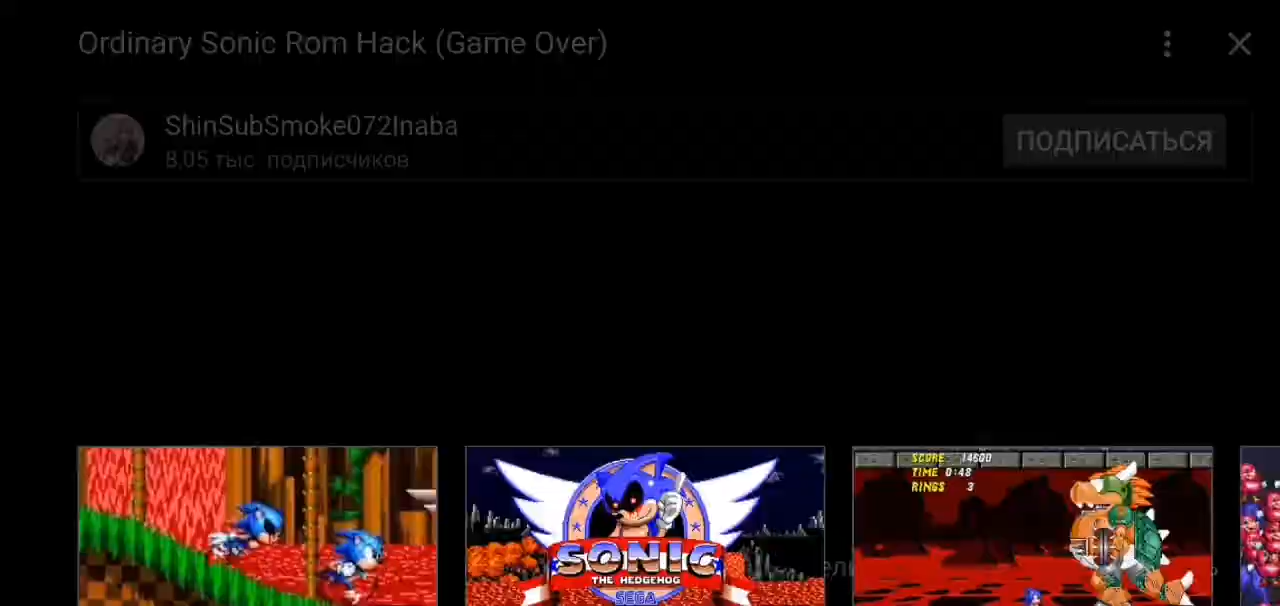 Ordinary Sonic Rom Hack (Game Over)
ShinSubSmoke072Inaba
8,05 тыс. подписчиков
ПОДПИСАТЬСЯ
SONIC
THE HEDGEHOG
SEGA
SCORE 14600
TIME 0:48
RINGS 3